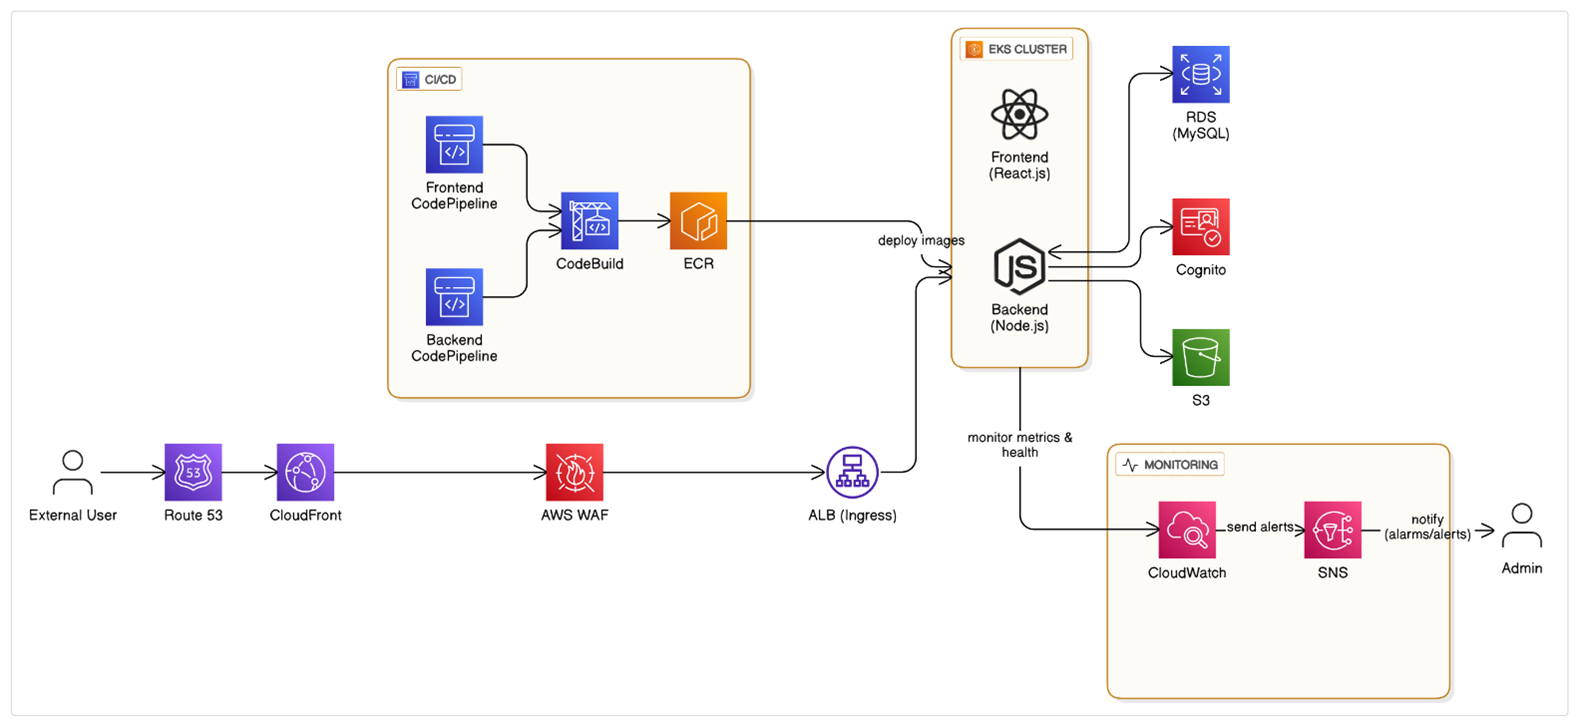 CI/CD
Frontend
CodePipeline
Backend
CodePipeline
CodeBuild
ECR
deploy images
EKS CLUSTER
Frontend
(React.js)
JS
Backend
(Node.js)
RDS
(MySQL)
Cognito
S3
External User
53
Route 53
CloudFront
AWS WAF
ALB (Ingress)
monitor metrics &
health
MONITORING
CloudWatch
send alerts
SNS
notify
(alarms/alerts)
Admin